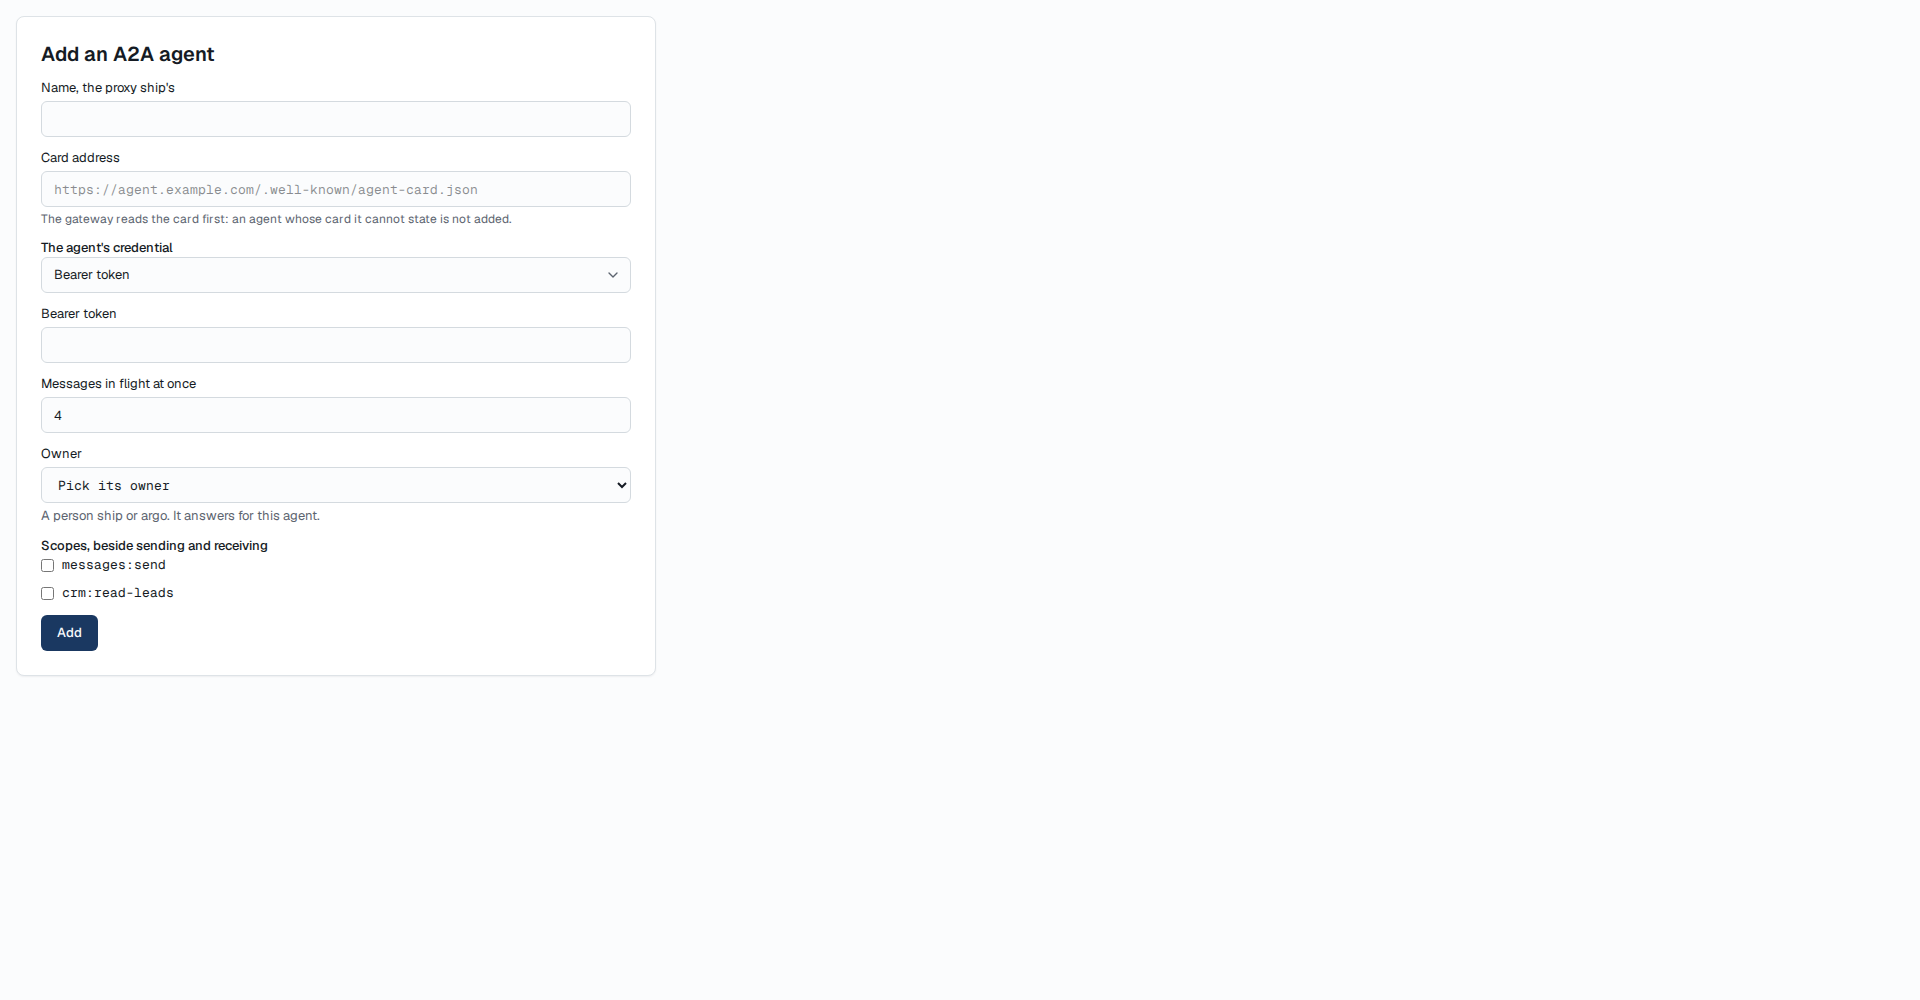 Add an A2A agent
Name, the proxy ship's
Card address
https://agent.example.com/.well-known/agent-card.json
The gateway reads the card first: an agent whose card it cannot state is not added.
The agent's credential
Bearer token
Bearer token
Messages in flight at once
4
Owner
Pick its owner
A person ship or argo. It answers for this agent.
Scopes, beside sending and receiving
messages:send
crm:read-leads
Add